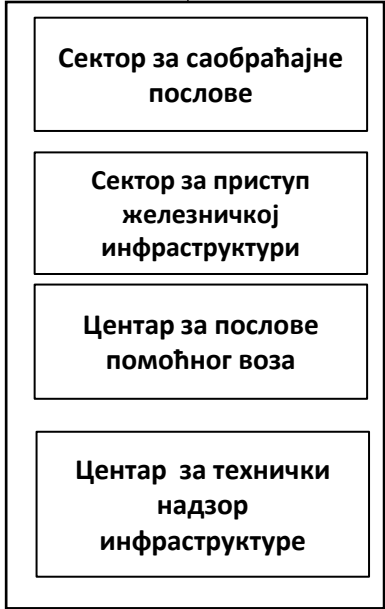 Сектор за саобраћајне
послове
Сектор за приступ
железничкој
инфраструктури
Центар за послове
помоћног воза
Центар за технички
надзор
инфраструктуре